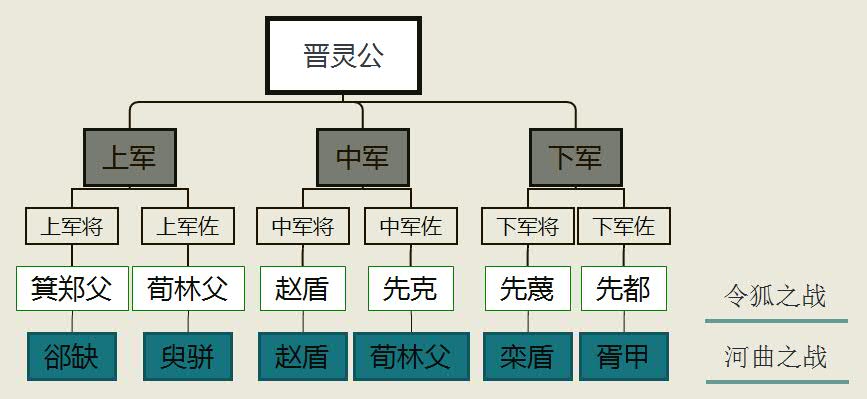 晋灵公
上军 中军 下军
上军将 上军佐 中军将 中军佐 下军将 下军佐
箕郑父 荀林父 赵盾 先克 先蔑 先都 令狐之战
郤缺 臾骈 赵盾 荀林父 栾盾 胥甲 河曲之战